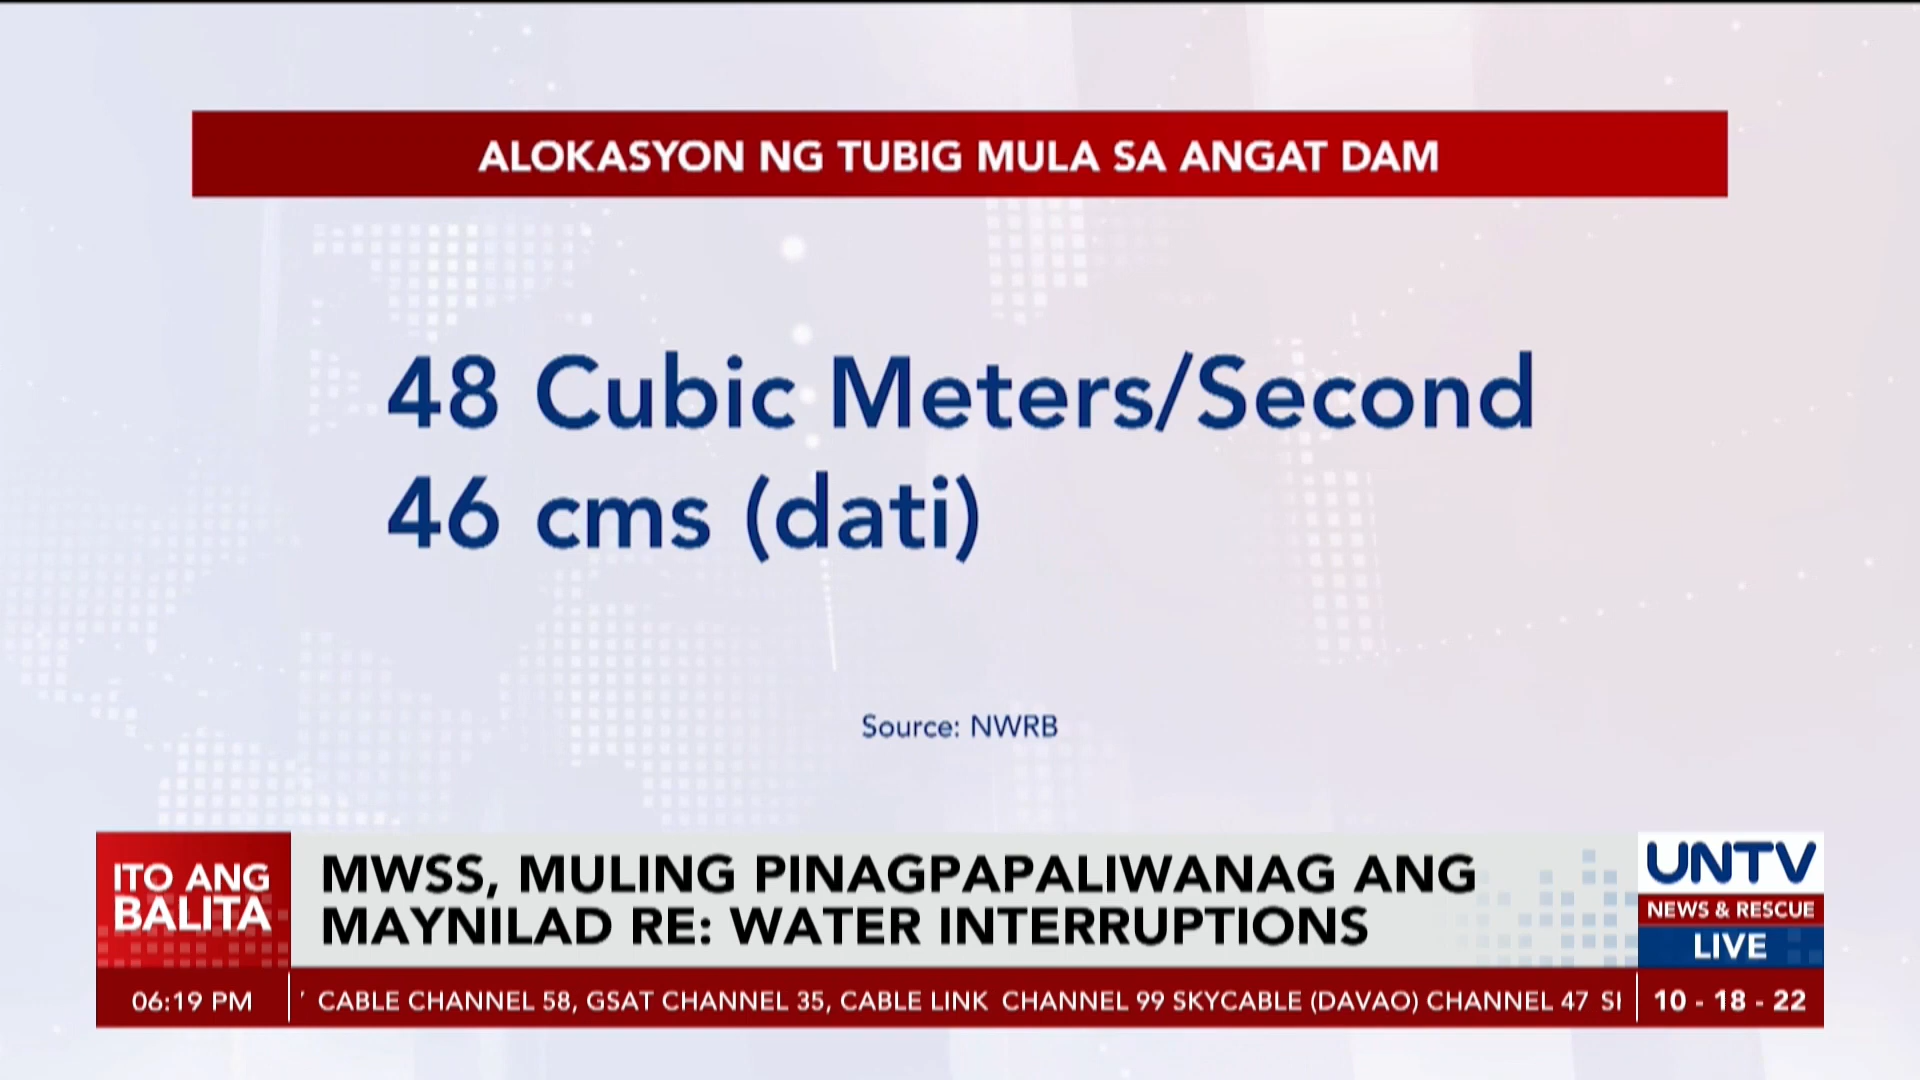 ALOKASYON NG TUBIG MULA SA ANGAT DAM
48 Cubic Meters/Second
46 cms (dati)
Source: NWRB
ITO ANG
BALITA
MWSS, MULING PINAGPAPALIWANAG ANG
MAYNILAD RE: WATER INTERRUPTIONS
UNTV
NEWS & RESCUE
LIVE
06:19 PM
CABLE CHANNEL 58, GSAT CHANNEL 35, CABLE LINK CHANNEL 99 SKYCABLE (DAVAO) CHANNEL 47
10 - 18 - 22